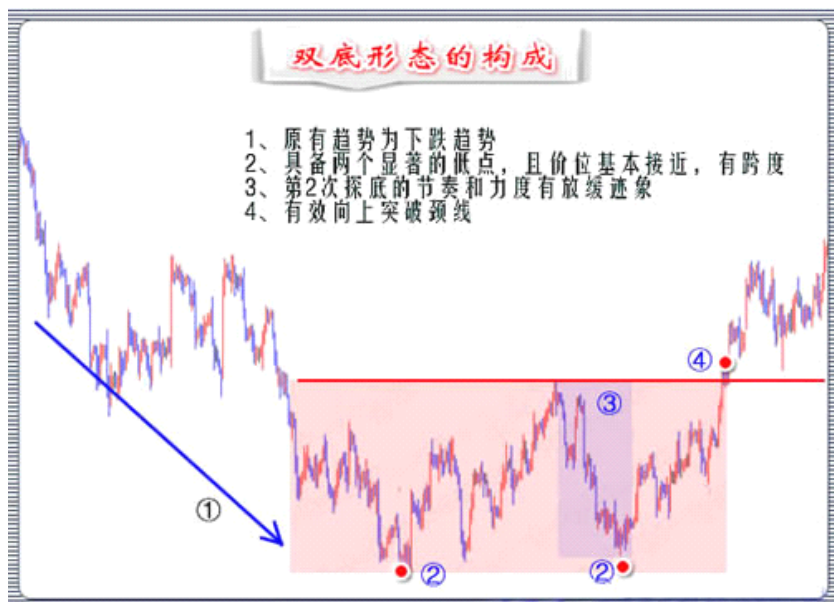 双底形态的构成
1、原有趋势为下跌趋势
2、具备两个显著的低点，且价位基本接近，有跨度
3、第2次探底的节奏和力度有放缓迹象
4、有效向上突破颈线
④
③
①
②
②